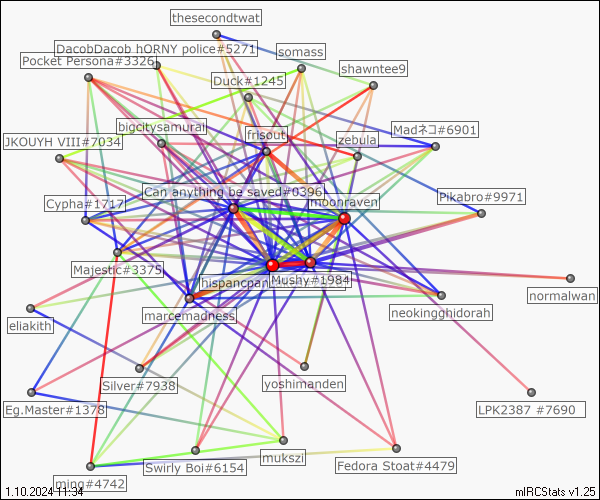 thesecondtwat
DacobDacob hORNY police#5271
somass
Pocket Persona#3326
shawntee9
Duck#1245
bigcitysamurai
frisout
Madネコ#6901
JKOUYH VIII#7034
zebula
Can anything be saved#0396
Pikabro#9971
Cypha#1717
moonraven
Majestic#3375
hispancpan
Mushy#1984
normalwan
marcemadness
neokingghidorah
eliakith
Silver#7938
yoshimanden
Eg.Master#1378
LPK2387 #7690
Swirly Boi#6154
mukszi
Fedora Stoat#4479
ming#4742
1.10.2024 11:34
mIRCStats v1.25